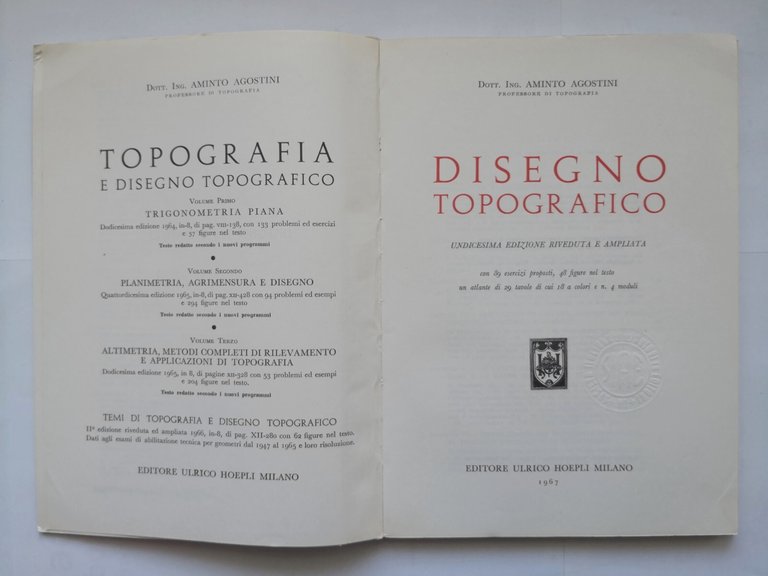 Dott. Ing. AMINTO AGOSTINI
PROFESSORE DI TOPOGRAFIA
TOPOGRAFIA
E DISEGNO TOPOGRAFICO
Volume Primo
TRIGONOMETRIA PIANA
Dodicesima edizione 1964, in-8, di pag. VIII-138, con 133 problemi ed esercizi
e 57 figure nel testo
Testo redatto secondo i nuovi programmi
Volume Secondo
PLANIMETRIA, AGRIMENSURA E DISEGNO
Quattordicesima edizione 1965, in-8, di pag. XII-428 con 94 problemi ed esempi
e 294 figure nel testo
Testo redatto secondo i nuovi programmi
Volume Terzo
ALTIMETRIA, METODI COMPLETI DI RILEVAMENTO
E APPLICAZIONI DI TOPOGRAFIA
Dodicesima edizione 1965, in 8, di pagine XII-328 con 53 problemi ed esempi
e 204 figure nel testo.
Testo redatto secondo i nuovi programmi
TEMI DI TOPOGRAFIA E DISEGNO TOPOGRAFICO
IIª edizione riveduta ed ampliata 1966, in-8, di pag. XII-280 con 62 figure nel testo.
Dati agli esami di abilitazione tecnica per geometri dal 1947 al 1965 e loro risoluzione.
EDITORE ULRICO HOEPLI MILANO
Dott. Ing. AMINTO AGOSTINI
PROFESSORE DI TOPOGRAFIA
DISEGNO
TOPOGRAFICO
UNDICESIMA EDIZIONE RIVEDUTA E AMPLIATA
con 89 esercizi proposti, 48 figure nel testo
un atlante di 29 tavole di cui 18 a colori e n. 4 moduli
EDITORE ULRICO HOEPLI MILANO
1967